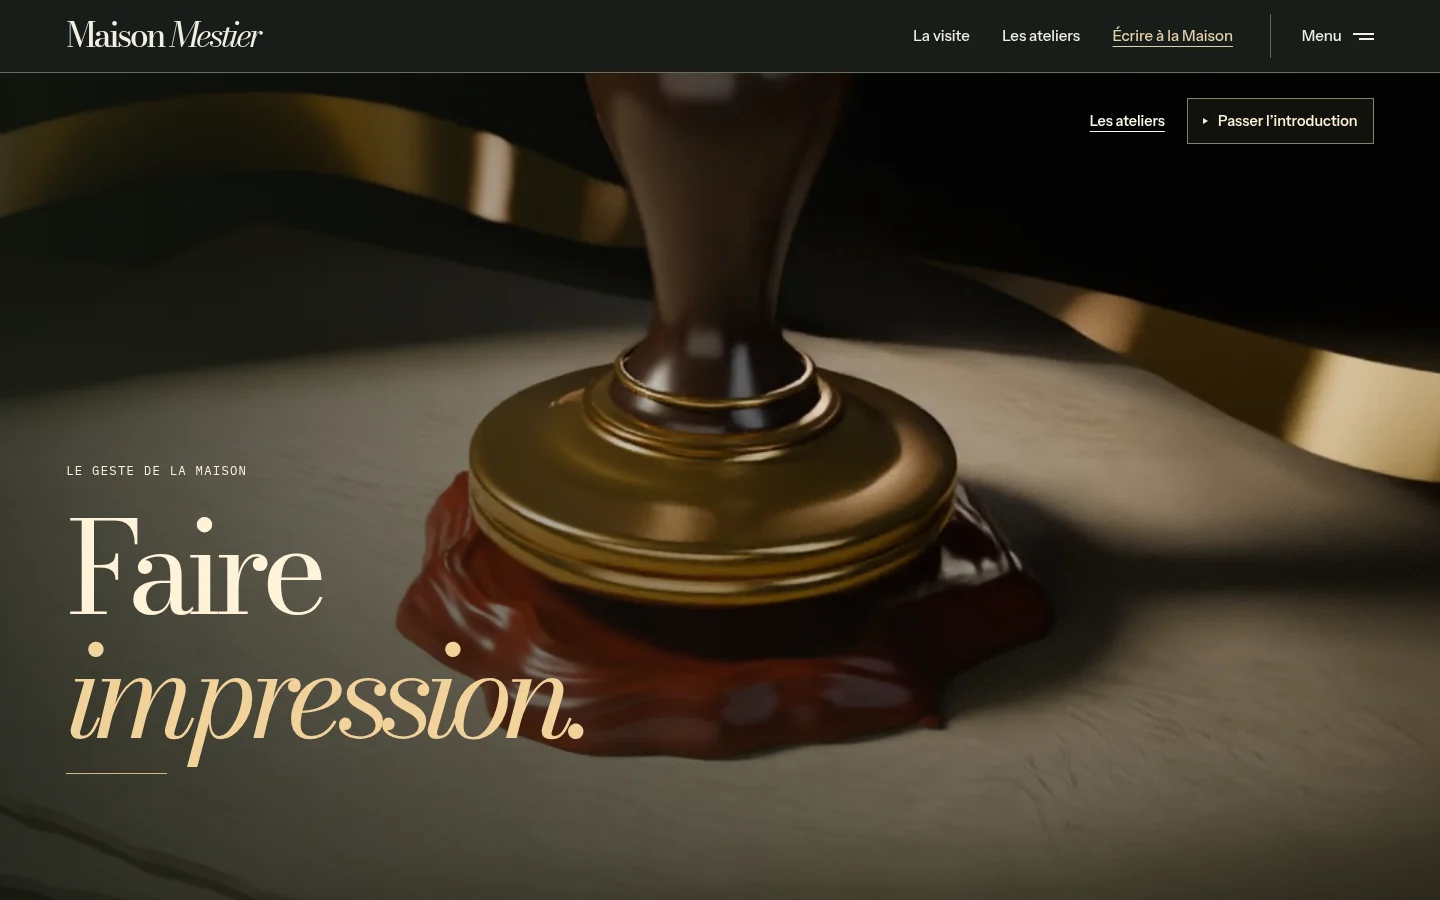 Maison Mestier
La visite
Les ateliers
Écrire à la Maison
Menu
Les ateliers
Passer l’introduction
LE GESTE DE LA MAISON
Faire
impression.